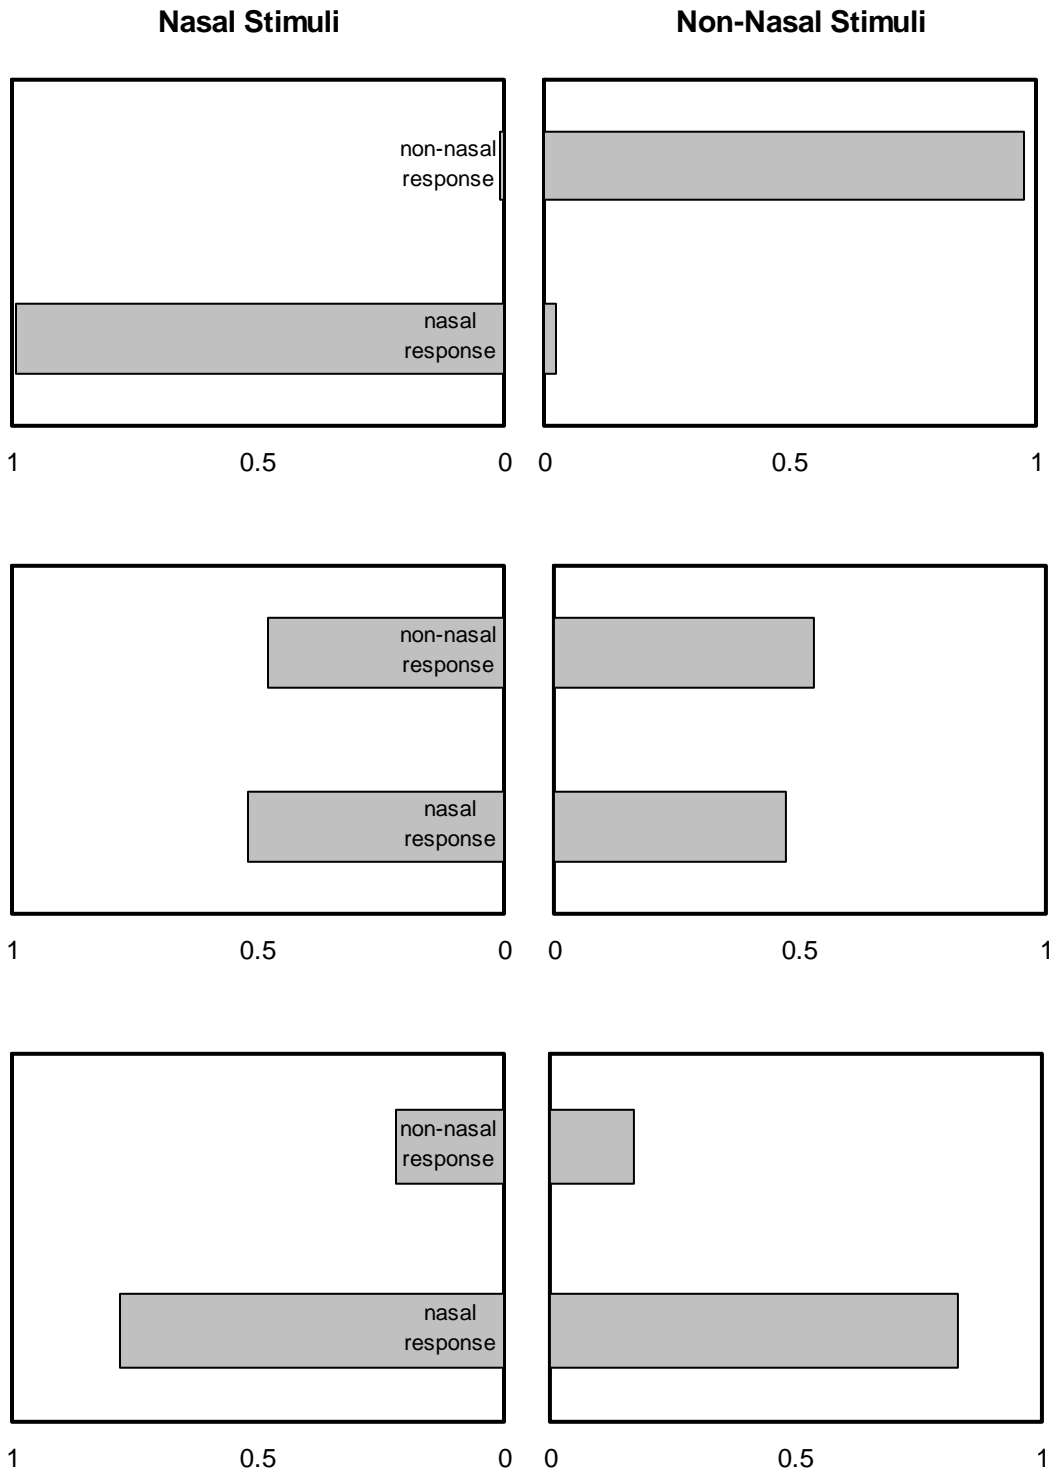 Nasal Stimuli
Non-Nasal Stimuli
non-nasal
response
nasal
response
1 0.5 0 0 0.5 1
non-nasal
response
nasal
response
1 0.5 0 0 0.5 1
non-nasal
response
nasal
response
1 0.5 0 0 0.5 1